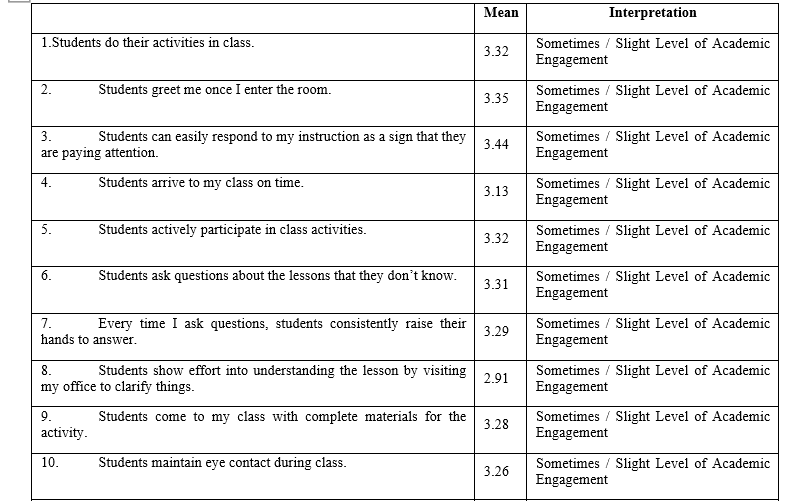 Mean Interpretation
1.Students do their activities in class. 3.32 Sometimes / Slight Level of Academic
Engagement
2. Students greet me once I enter the room. 3.35 Sometimes / Slight Level of Academic
Engagement
3. Students can easily respond to my instruction as a sign that they
are paying attention. 3.44 Sometimes / Slight Level of Academic
Engagement
4. Students arrive to my class on time. 3.13 Sometimes / Slight Level of Academic
Engagement
5. Students actively participate in class activities. 3.32 Sometimes / Slight Level of Academic
Engagement
6. Students ask questions about the lessons that they don’t know. 3.31 Sometimes / Slight Level of Academic
Engagement
7. Every time I ask questions, students consistently raise their
hands to answer. 3.29 Sometimes / Slight Level of Academic
Engagement
8. Students show effort into understanding the lesson by visiting
my office to clarify things. 2.91 Sometimes / Slight Level of Academic
Engagement
9. Students come to my class with complete materials for the
activity. 3.28 Sometimes / Slight Level of Academic
Engagement
10. Students maintain eye contact during class. 3.26 Sometimes / Slight Level of Academic
Engagement